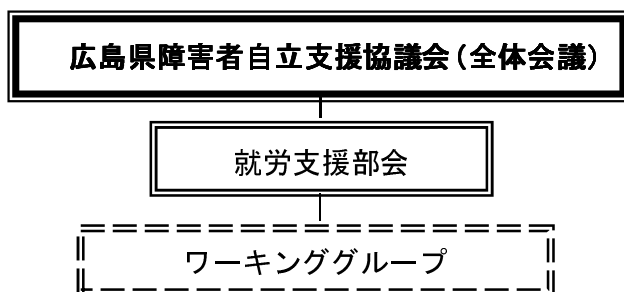 広島県障害者自立支援協議会（全体会議）
就労支援部会
ワーキンググループ